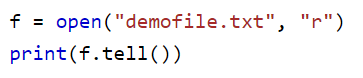 f = open("demofile.txt", "r")
print(f.tell())